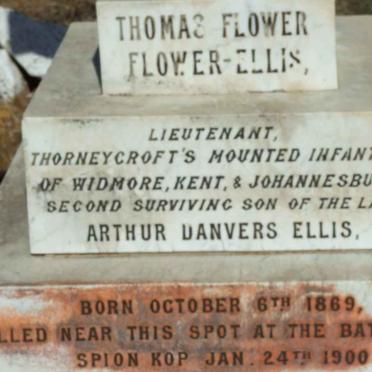 THOMAS FLOWER
FLOWER-ELLIS,
LIEUTENANT,
THORNEYCROFT'S MOUNTED INFANT
OF WIDMORE, KENT, & JOHANNESBU
SECOND SURVIVING SON OF THE LA
ARTHUR DANVERS ELLIS,
BORN OCTOBER 6TH 1869,
LLED NEAR THIS SPOT AT THE BAT
SPION KOP JAN. 24TH 1900